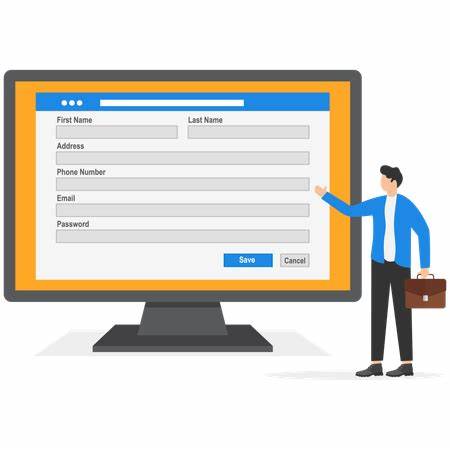 First Name Last Name
Address
Phone Number
Email
Password
Save Cancel